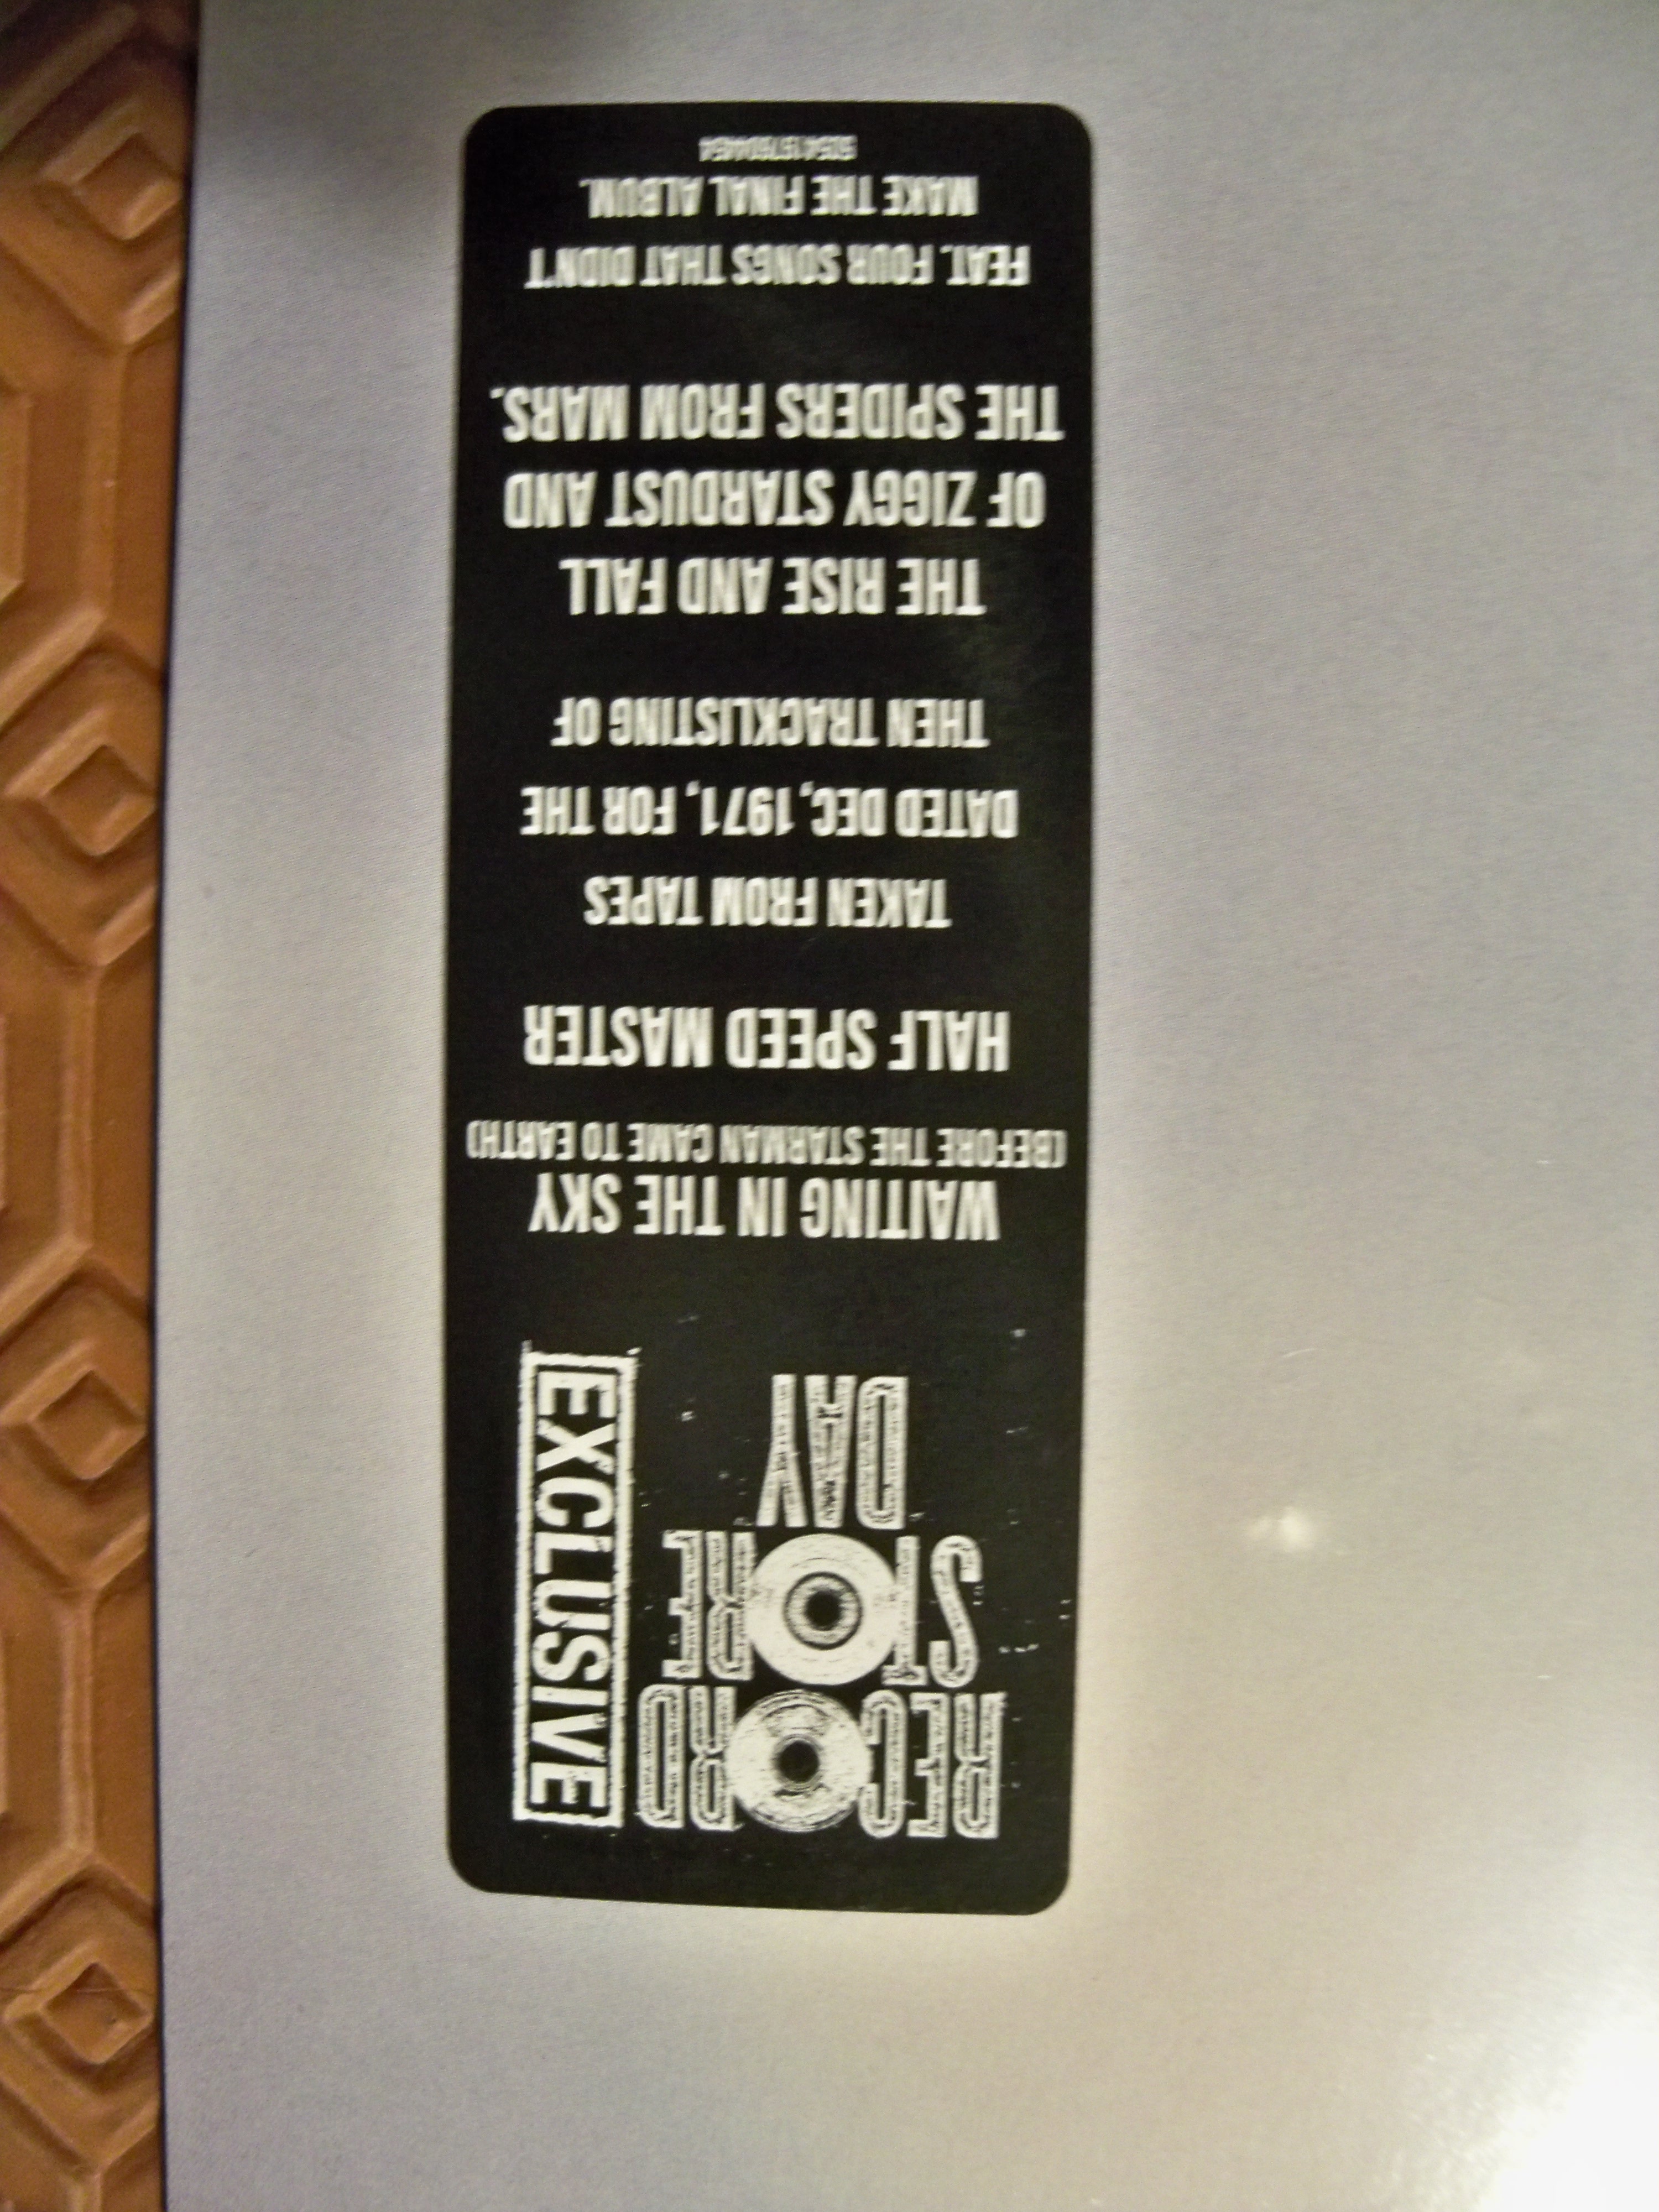 RECORD
STORE
DAY
EXCLUSIVE
WAITING IN THE SKY
(BEFORE THE STARMAN CAME TO EARTH)
HALF SPEED MASTER
TAKEN FROM TAPES
DATED DEC, 1971, FOR THE
THEN TRACKLISTING OF
THE RISE AND FALL
OF ZIGGY STARDUST AND
THE SPIDERS FROM MARS.
FEAT. FOUR SONGS THAT DIDN'T
MAKE THE FINAL ALBUM.